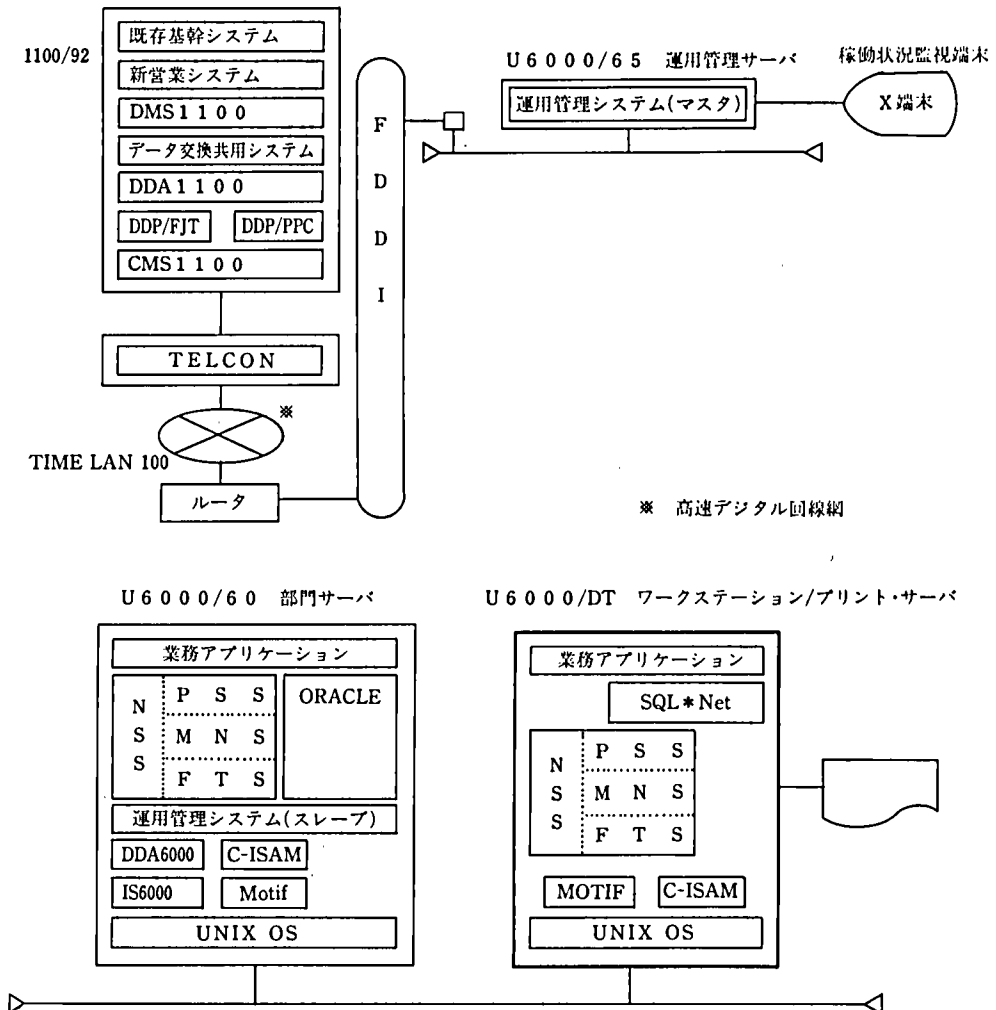 1100/92
既存基幹システム
新営業システム
DMS1100
データ交換共用システム
DDA1100
DDP/FJT
DDP/PPC
CMS1100
TELCON
※
TIME LAN 100
ルータ
F
D
D
I
U6000/65 運用管理サーバ
運用管理システム(マスタ)
稼働状況監視端末
X端末
※ 高速デジタル回線網
U6000/60 部門サーバ
業務アプリケーション
N
S
S
P S S
M N S
F T S
ORACLE
運用管理システム(スレーブ)
DDA6000
C-ISAM
IS6000
Motif
UNIX OS
U6000/DT ワークステーション/プリント・サーバ
業務アプリケーション
SQL*Net
N
S
S
P S S
M N S
F T S
MOTIF
C-ISAM
UNIX OS